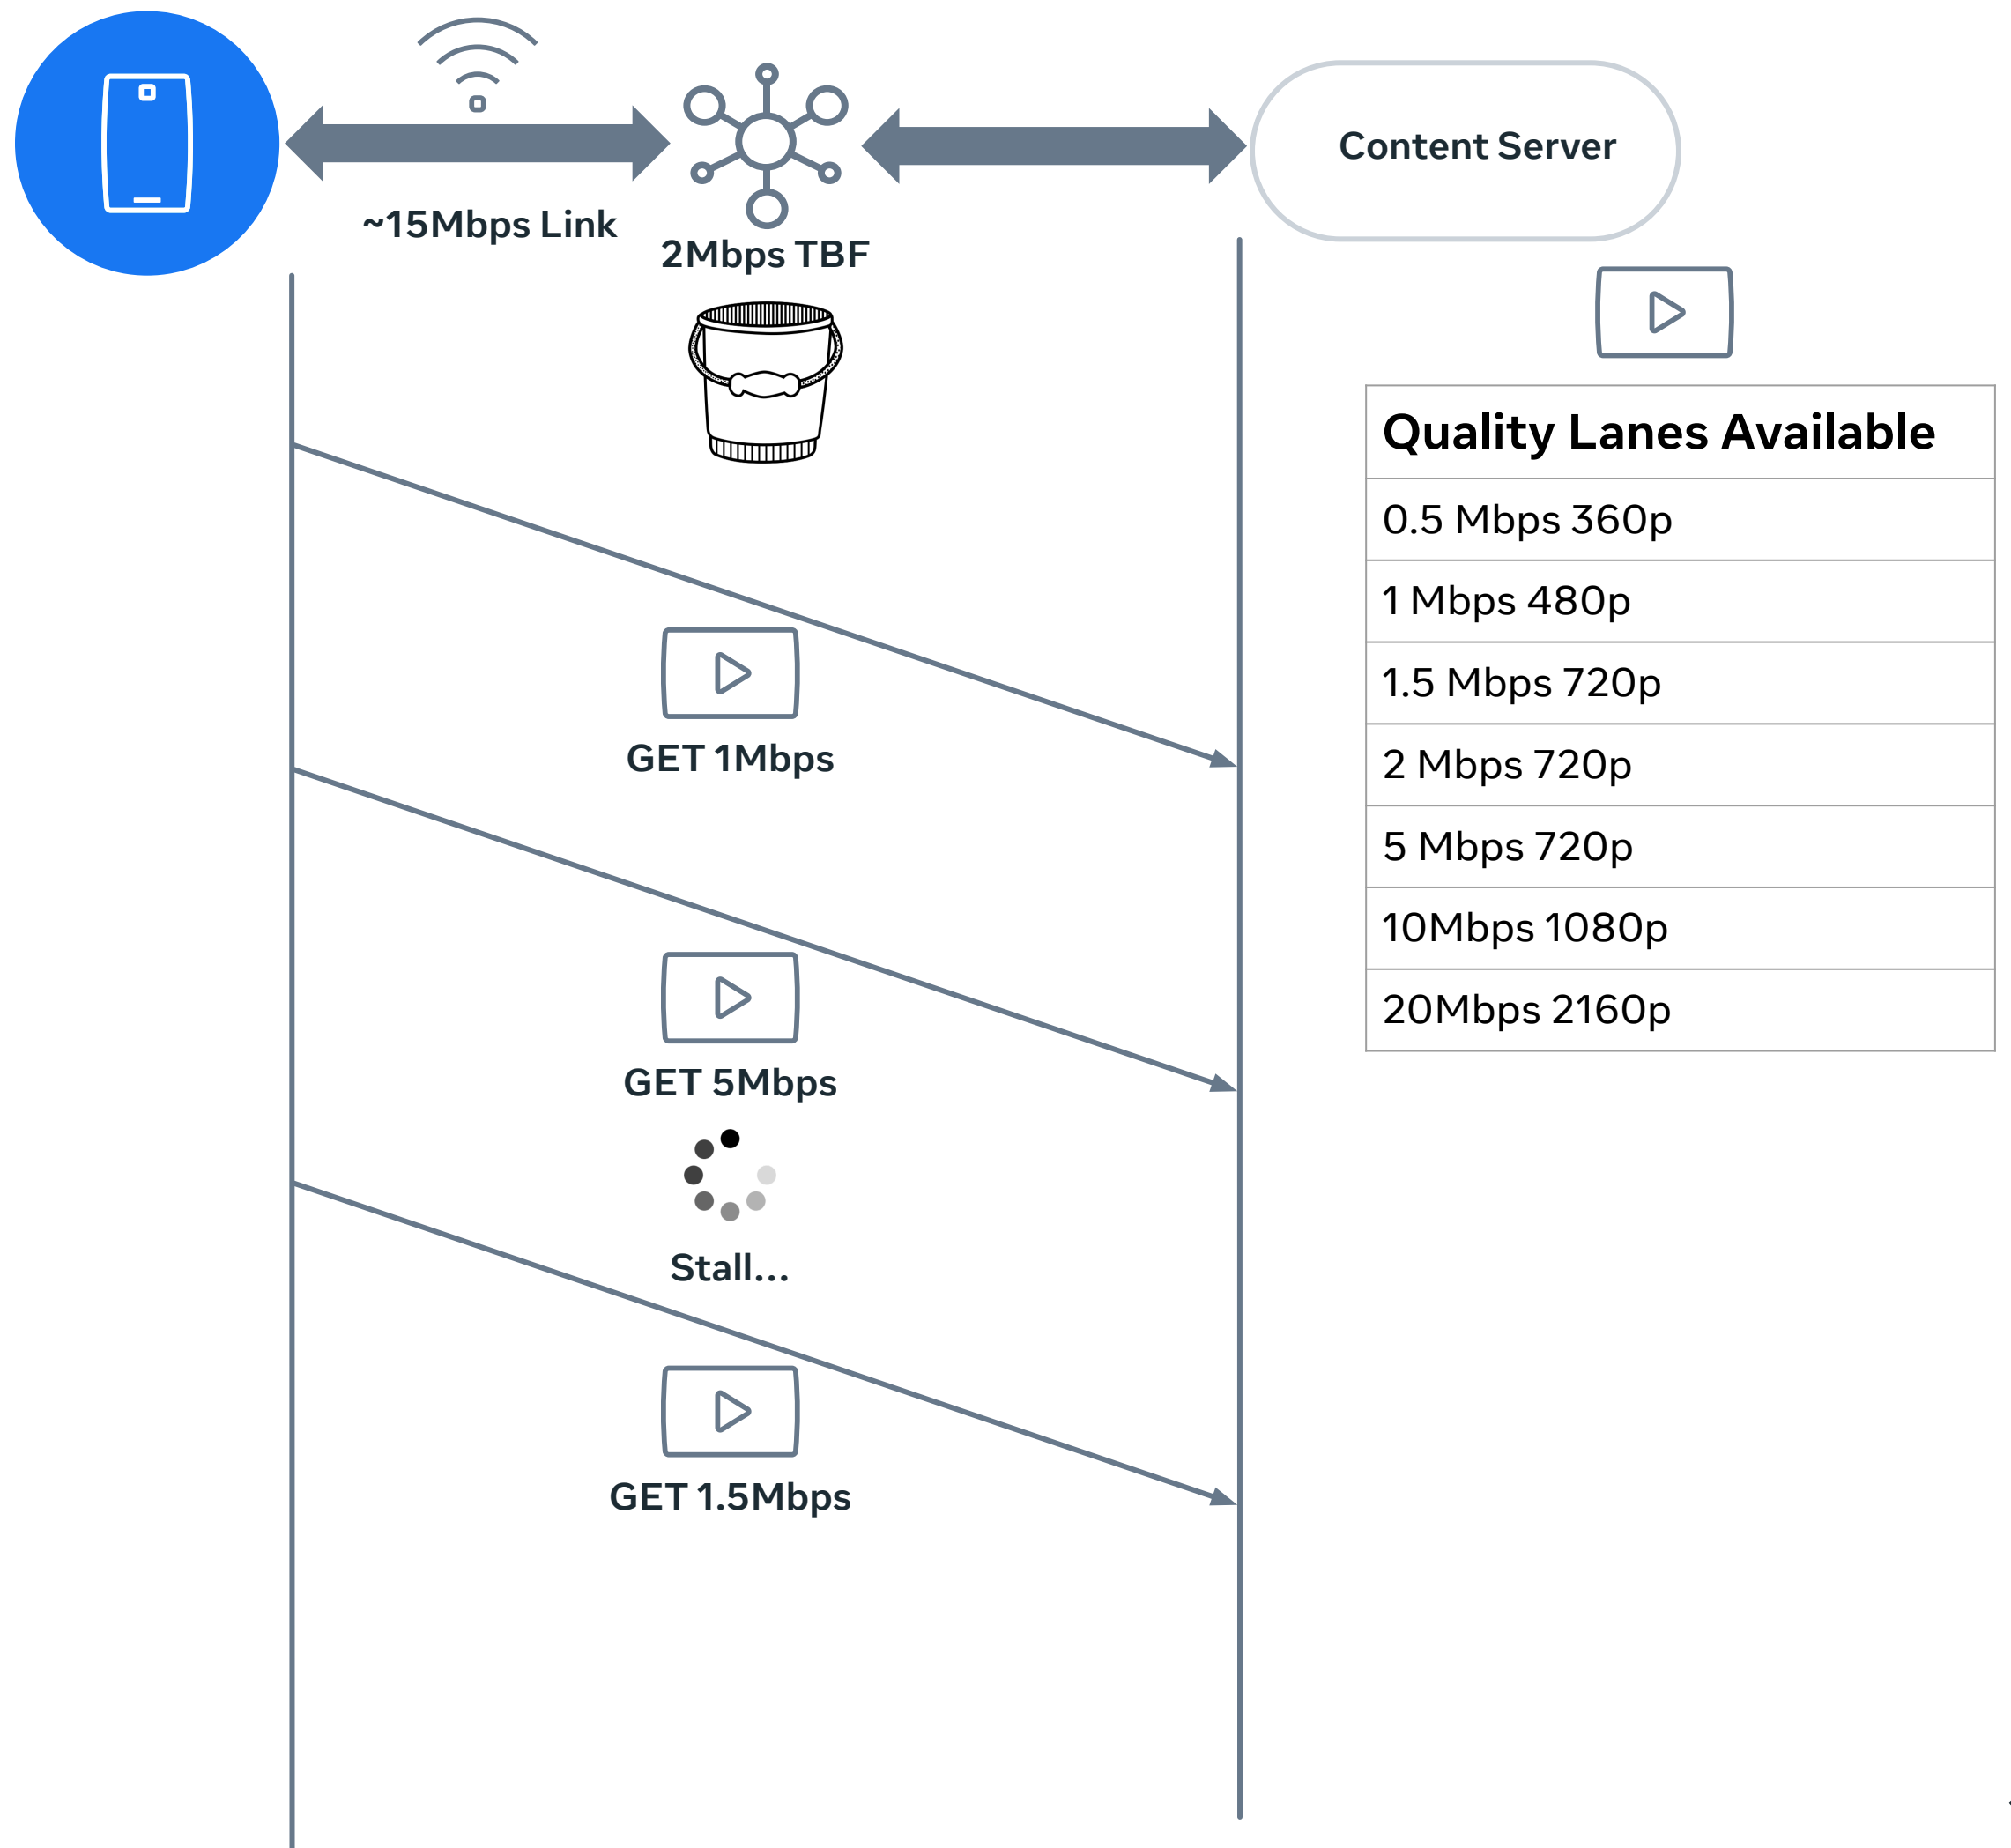 Content Server
~15Mbps Link
2Mbps TBF
Quality Lanes Available
0.5 Mbps 360p
1 Mbps 480p
1.5 Mbps 720p
2 Mbps 720p
5 Mbps 720p
10Mbps 1080p
20Mbps 2160p
GET 1Mbps
GET 5Mbps
Stall...
GET 1.5Mbps